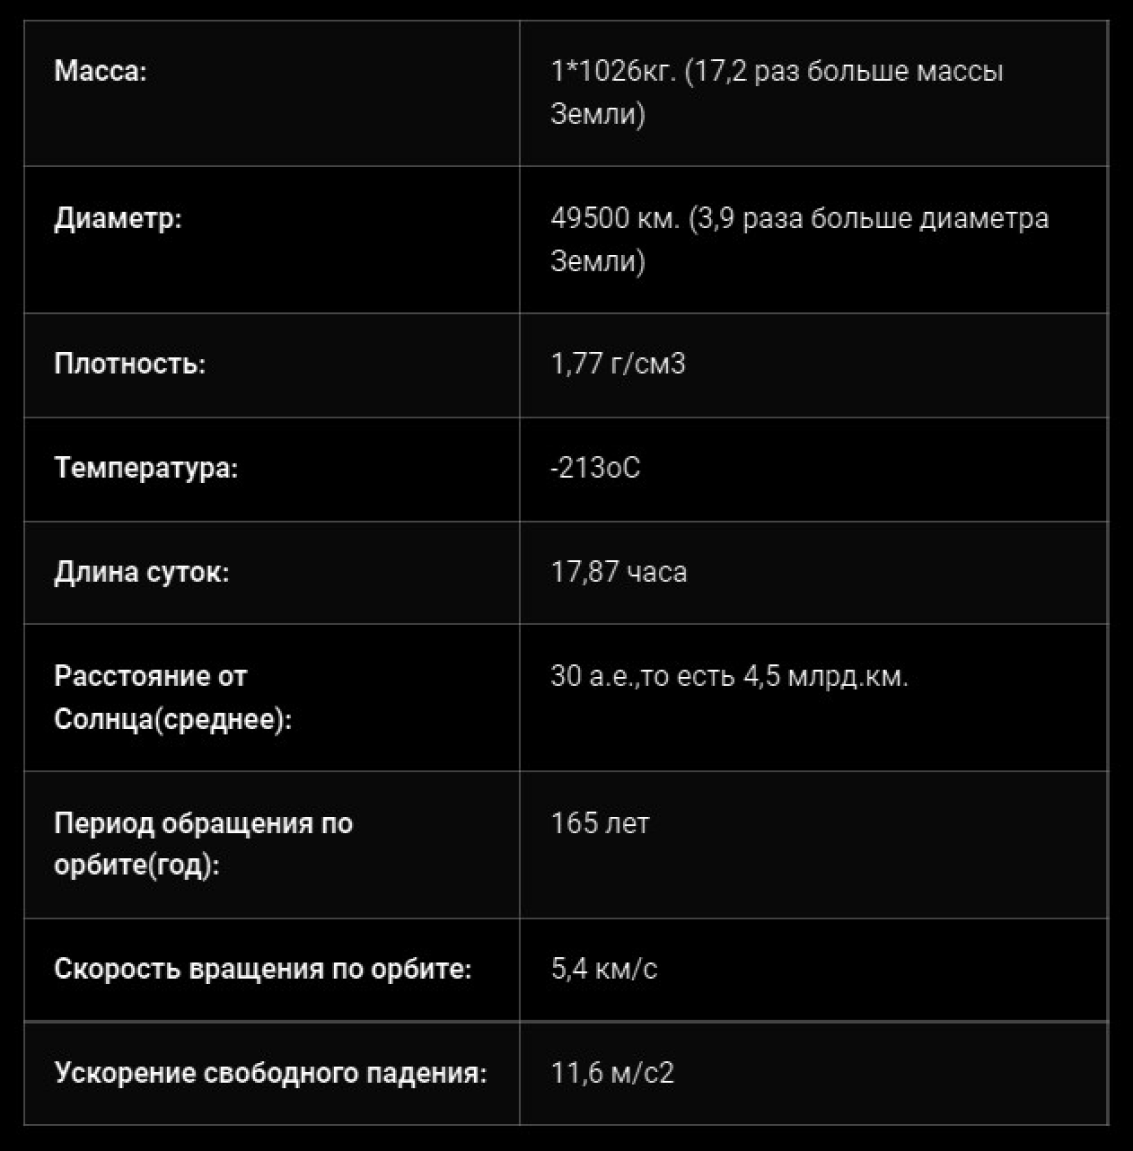 Масса:
1*1026кг. (17,2 раз больше массы
Земли)
Диаметр:
49500 км. (3,9 раза больше диаметра
Земли)
Плотность:
1,77 г/см3
Температура:
-213oC
Длина суток:
17,87 часа
Расстояние от
Солнца(среднее):
30 а.е.,то есть 4,5 млрд.км.
Период обращения по
орбите(год):
165 лет
Скорость вращения по орбите:
5,4 км/с
Ускорение свободного падения:
11,6 м/с2